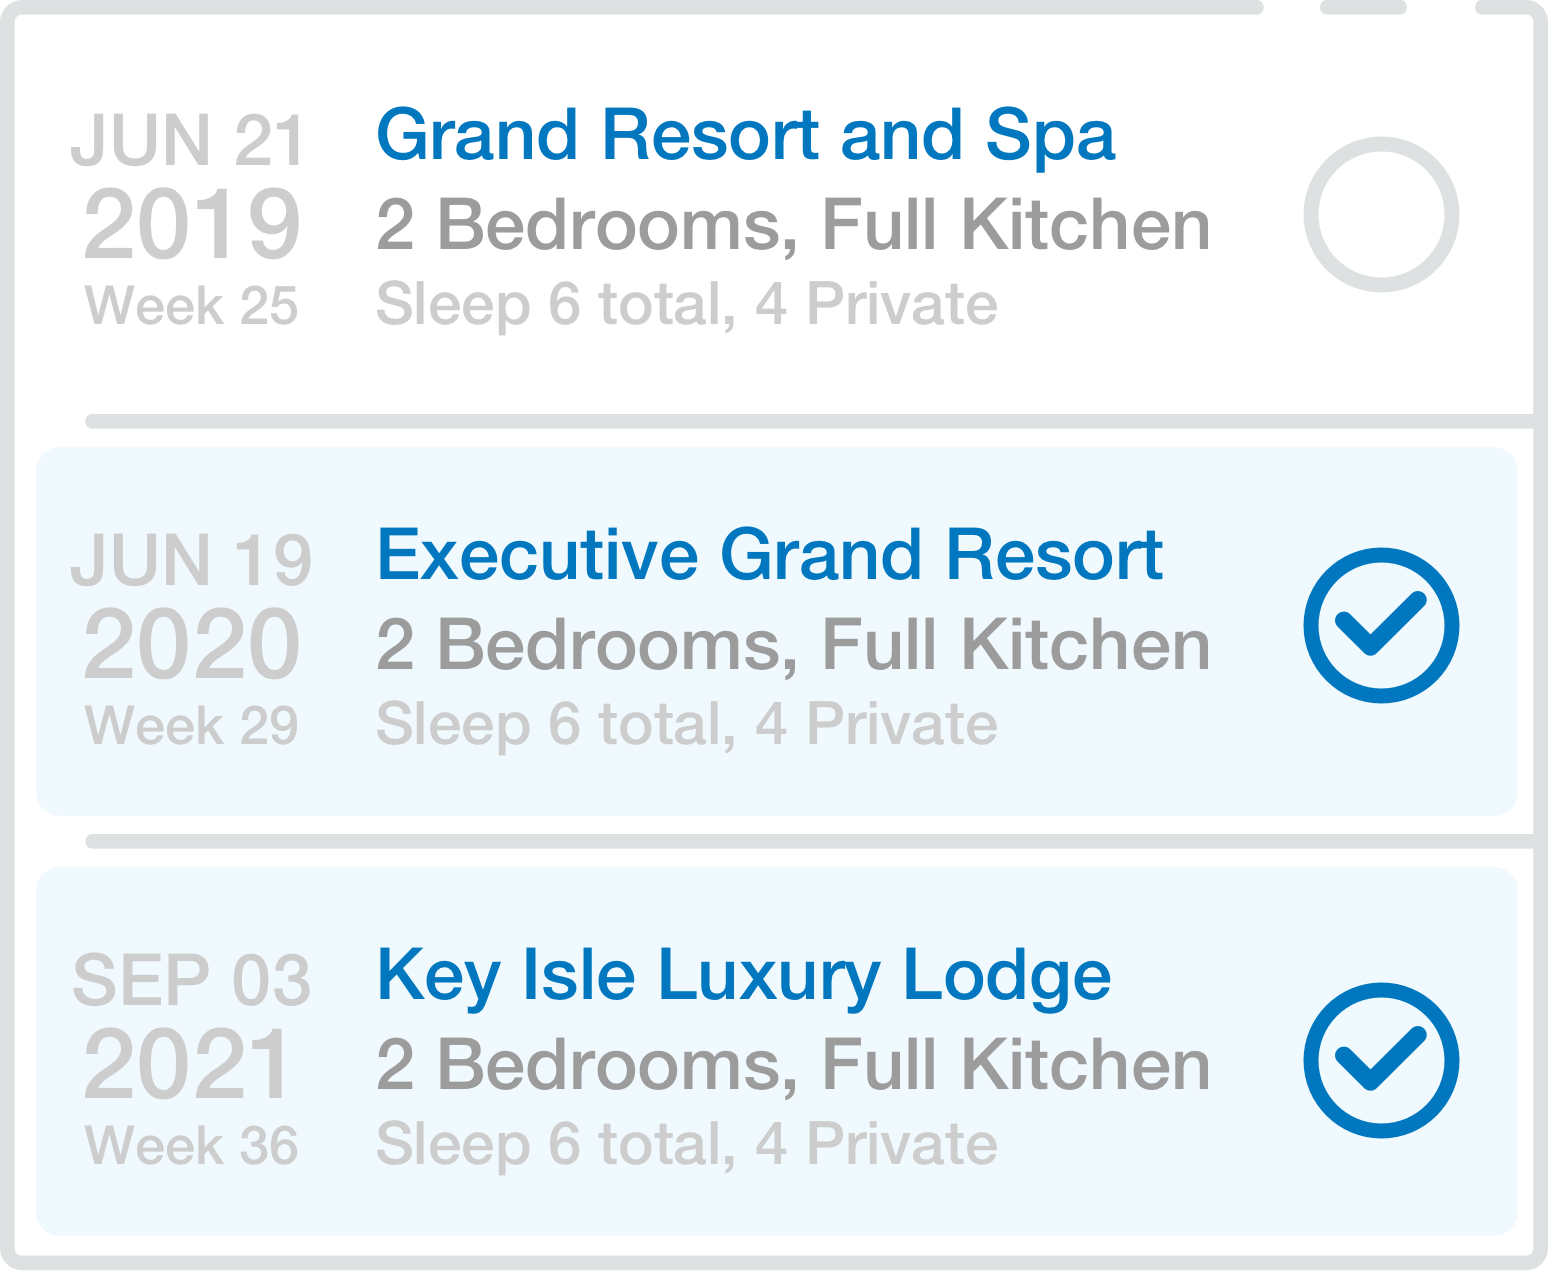 JUN 21
2019
Week 25
Grand Resort and Spa
2 Bedrooms, Full Kitchen
Sleep 6 total, 4 Private
JUN 19
2020
Week 29
Executive Grand Resort
2 Bedrooms, Full Kitchen
Sleep 6 total, 4 Private
SEP 03
2021
Week 36
Key Isle Luxury Lodge
2 Bedrooms, Full Kitchen
Sleep 6 total, 4 Private